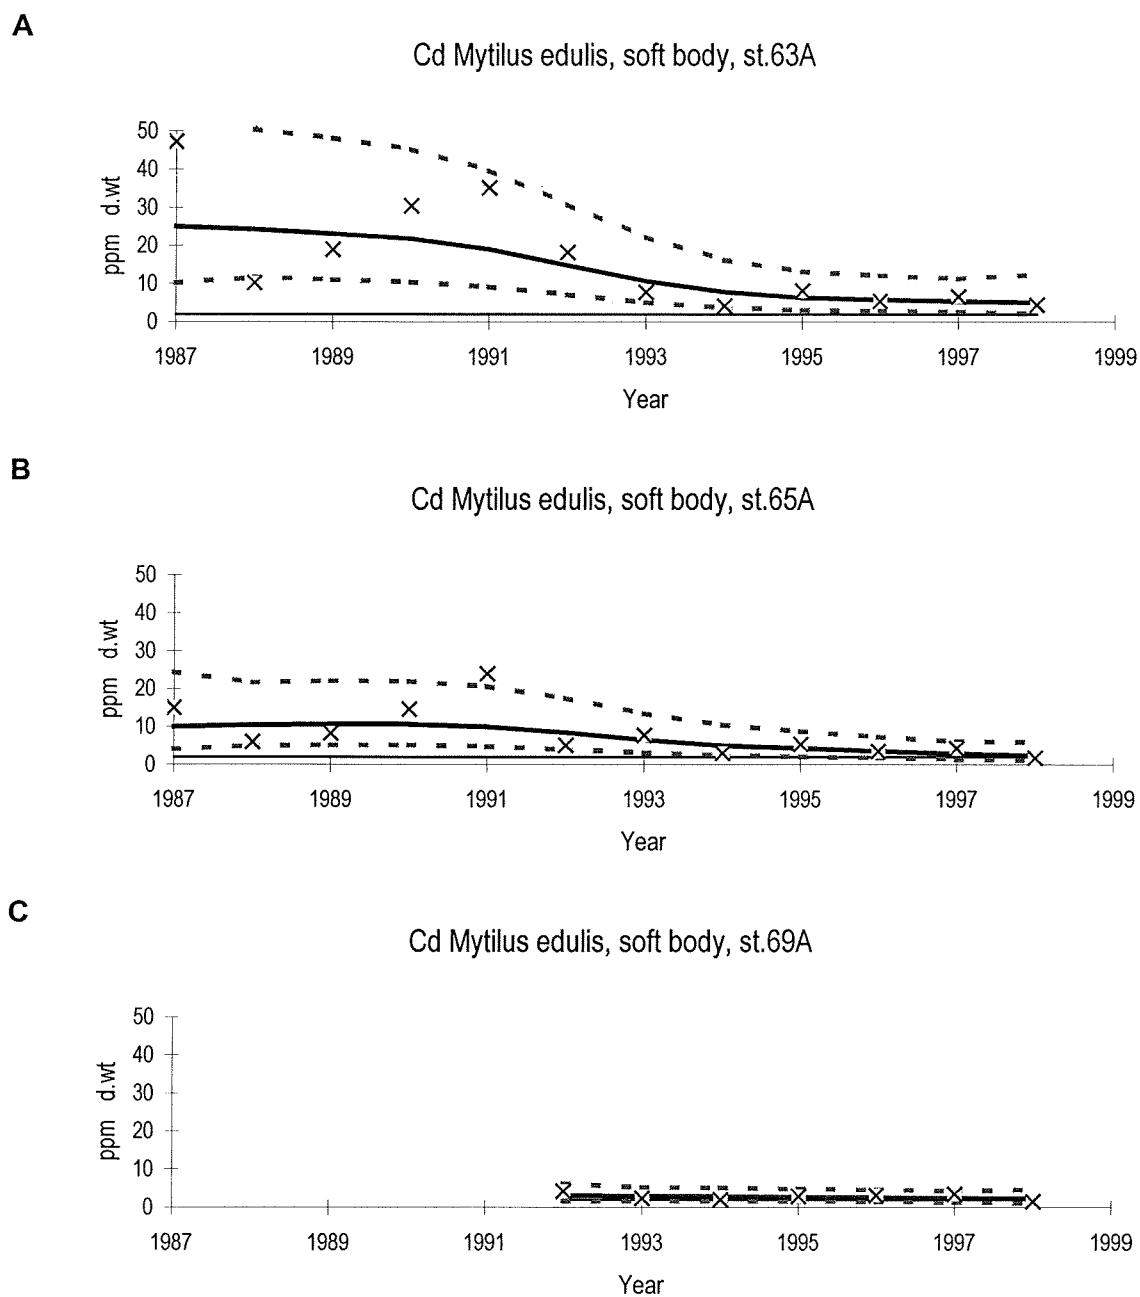 A
Cd Mytilus edulis, soft body, st.63A
50
40
30
20
10
0
ppm d.wt
1987 1989 1991 1993 1995 1997 1999
Year
B
Cd Mytilus edulis, soft body, st.65A
50
40
30
20
10
0
ppm d.wt
1987 1989 1991 1993 1995 1997 1999
Year
C
Cd Mytilus edulis, soft body, st.69A
50
40
30
20
10
0
ppm d.wt
1987 1989 1991 1993 1995 1997 1999
Year